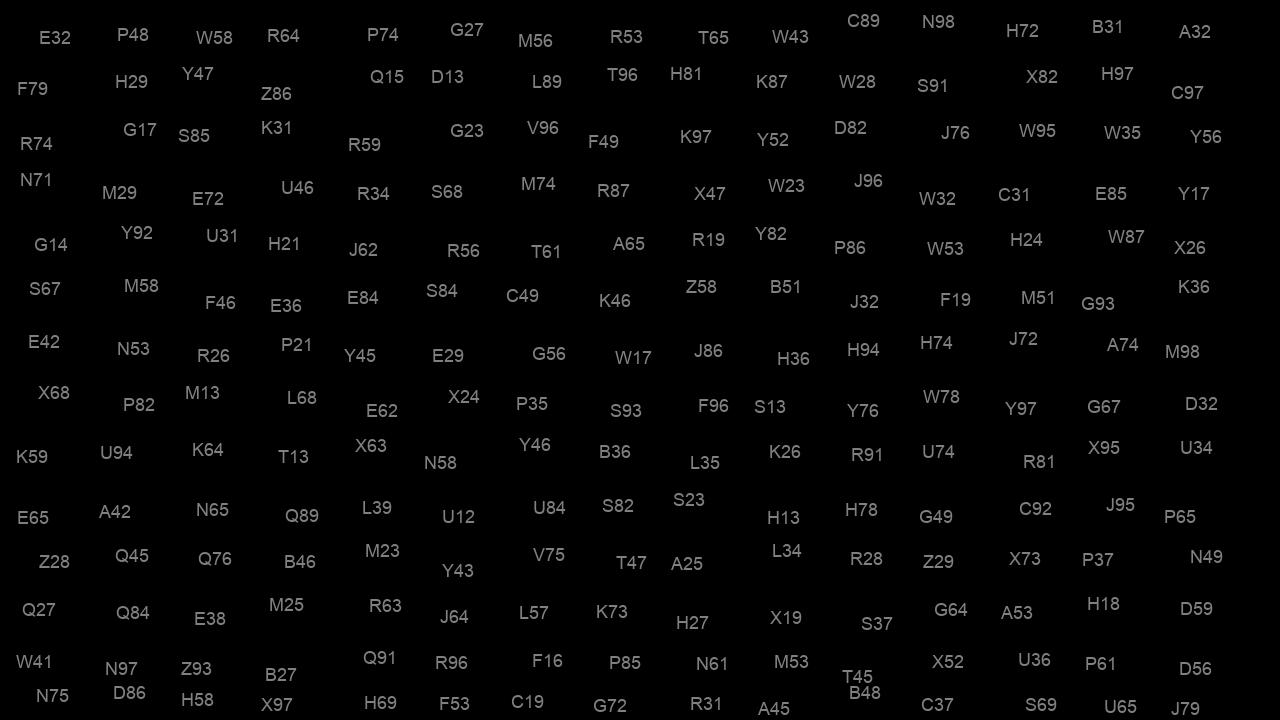 E32 P48 W58 R64 P74 G27 M56 R53 T65 W43 C89 N98 H72 B31 A32
F79 H29 Y47 Z86 Q15 D13 L89 T96 H81 K87 W28 S91 X82 H97 C97
R74 G17 S85 K31 R59 G23 V96 F49 K97 Y52 D82 J76 W95 W35 Y56
N71 M29 E72 U46 R34 S68 M74 R87 X47 W23 J96 W32 C31 E85 Y17
G14 Y92 U31 H21 J62 R56 T61 A65 R19 Y82 P86 W53 H24 W87 X26
S67 M58 F46 E36 E84 S84 C49 K46 Z58 B51 J32 F19 M51 G93 K36
E42 N53 R26 P21 Y45 E29 G56 W17 J86 H36 H94 H74 J72 A74 M98
X68 P82 M13 L68 E62 X24 P35 S93 F96 S13 Y76 W78 Y97 G67 D32
K59 U94 K64 T13 X63 N58 Y46 B36 L35 K26 R91 U74 R81 X95 U34
E65 A42 N65 Q89 L39 U12 U84 S82 S23 H13 H78 G49 C92 J95 P65
Z28 Q45 Q76 B46 M23 Y43 V75 T47 A25 L34 R28 Z29 X73 P37 N49
Q27 Q84 E38 M25 R63 J64 L57 K73 H27 X19 S37 G64 A53 H18 D59
W41 N97 Z93 B27 Q91 R96 F16 P85 N61 M53 T45 X52 U36 P61 D56
N75 D86 H58 X97 H69 F53 C19 G72 R31 A45 B48 C37 S69 U65 J79